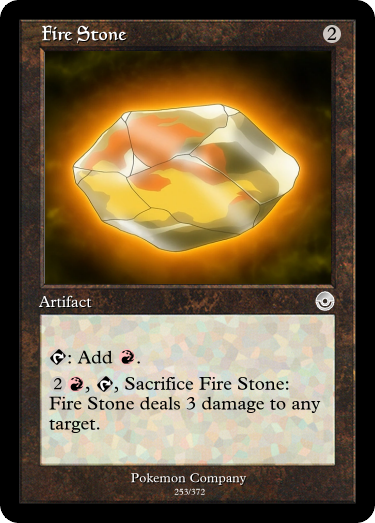 Fire Stone 2
Artifact
: Add .
2 , , Sacrifice Fire Stone:
Fire Stone deals 3 damage to any
target.
Pokemon Company
253/372